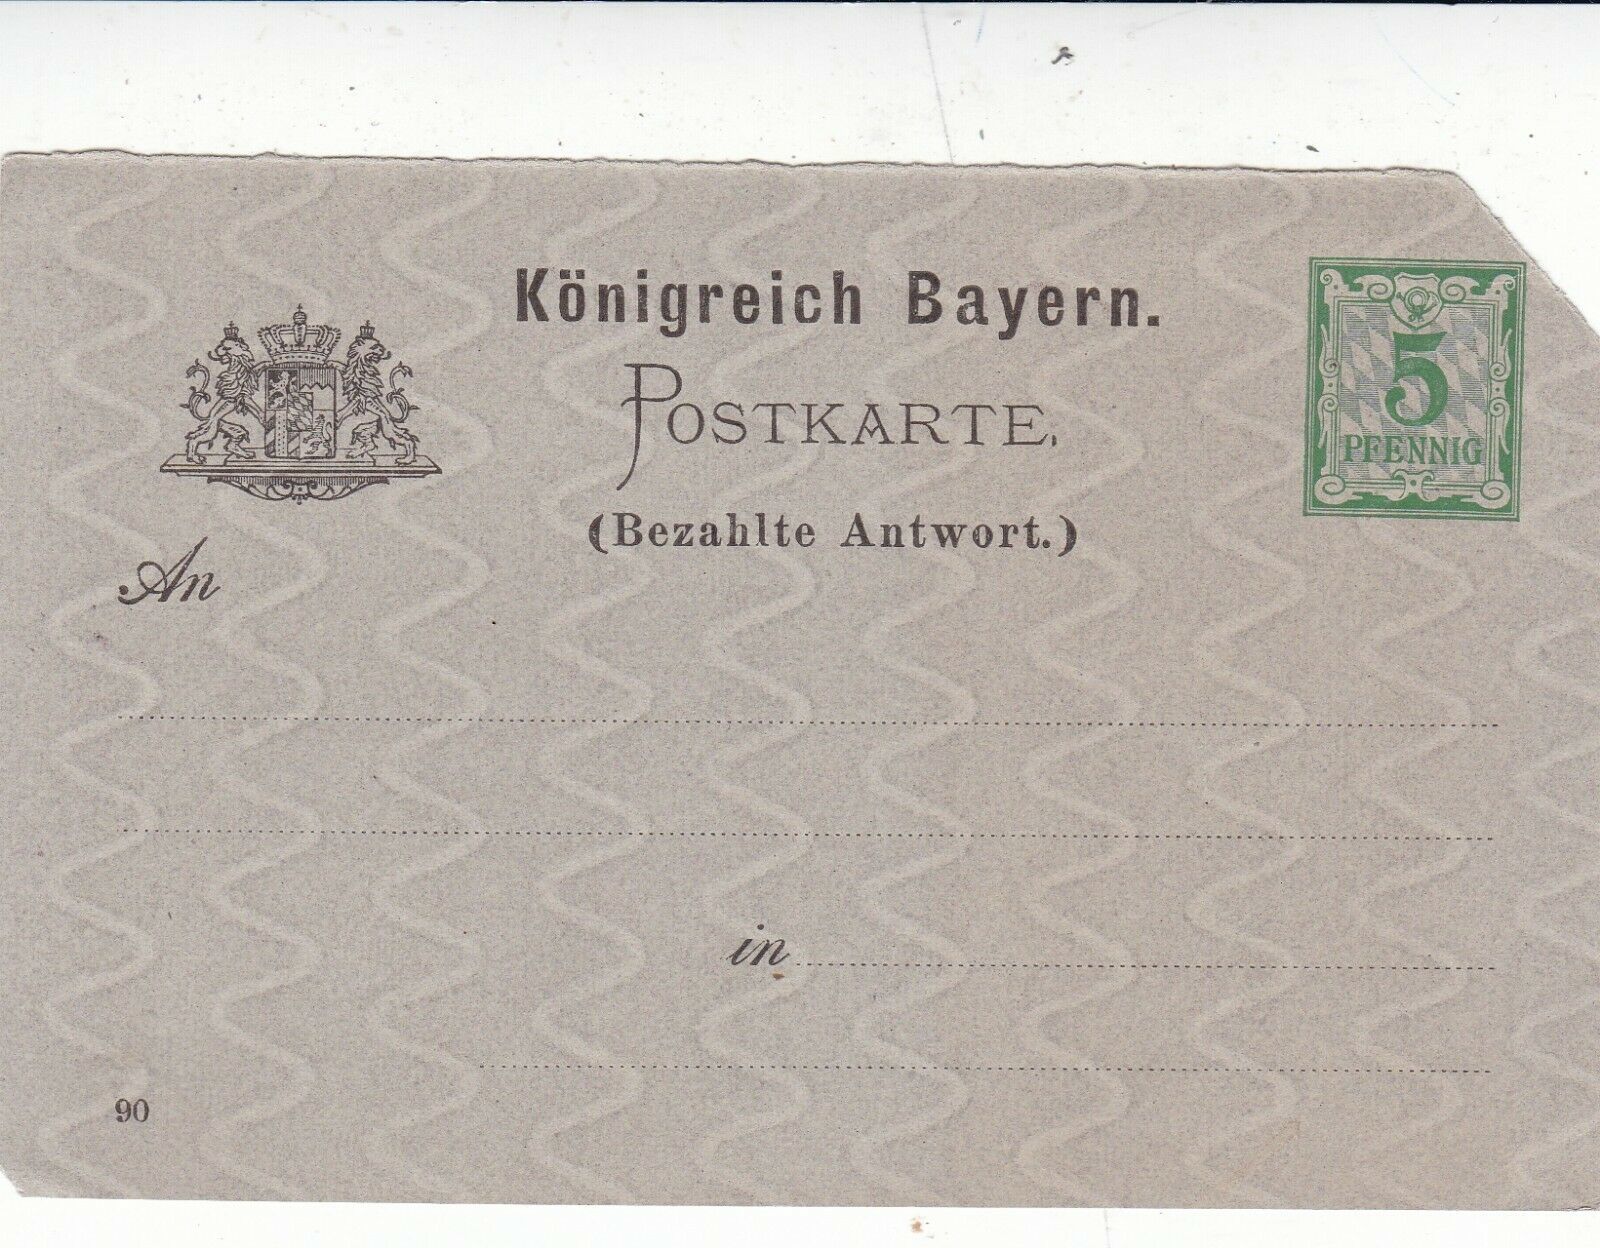 Königreich Bayern.
POSTKARTE.
(Bezahlte Antwort.)
5
PFENNIG
An
in
90